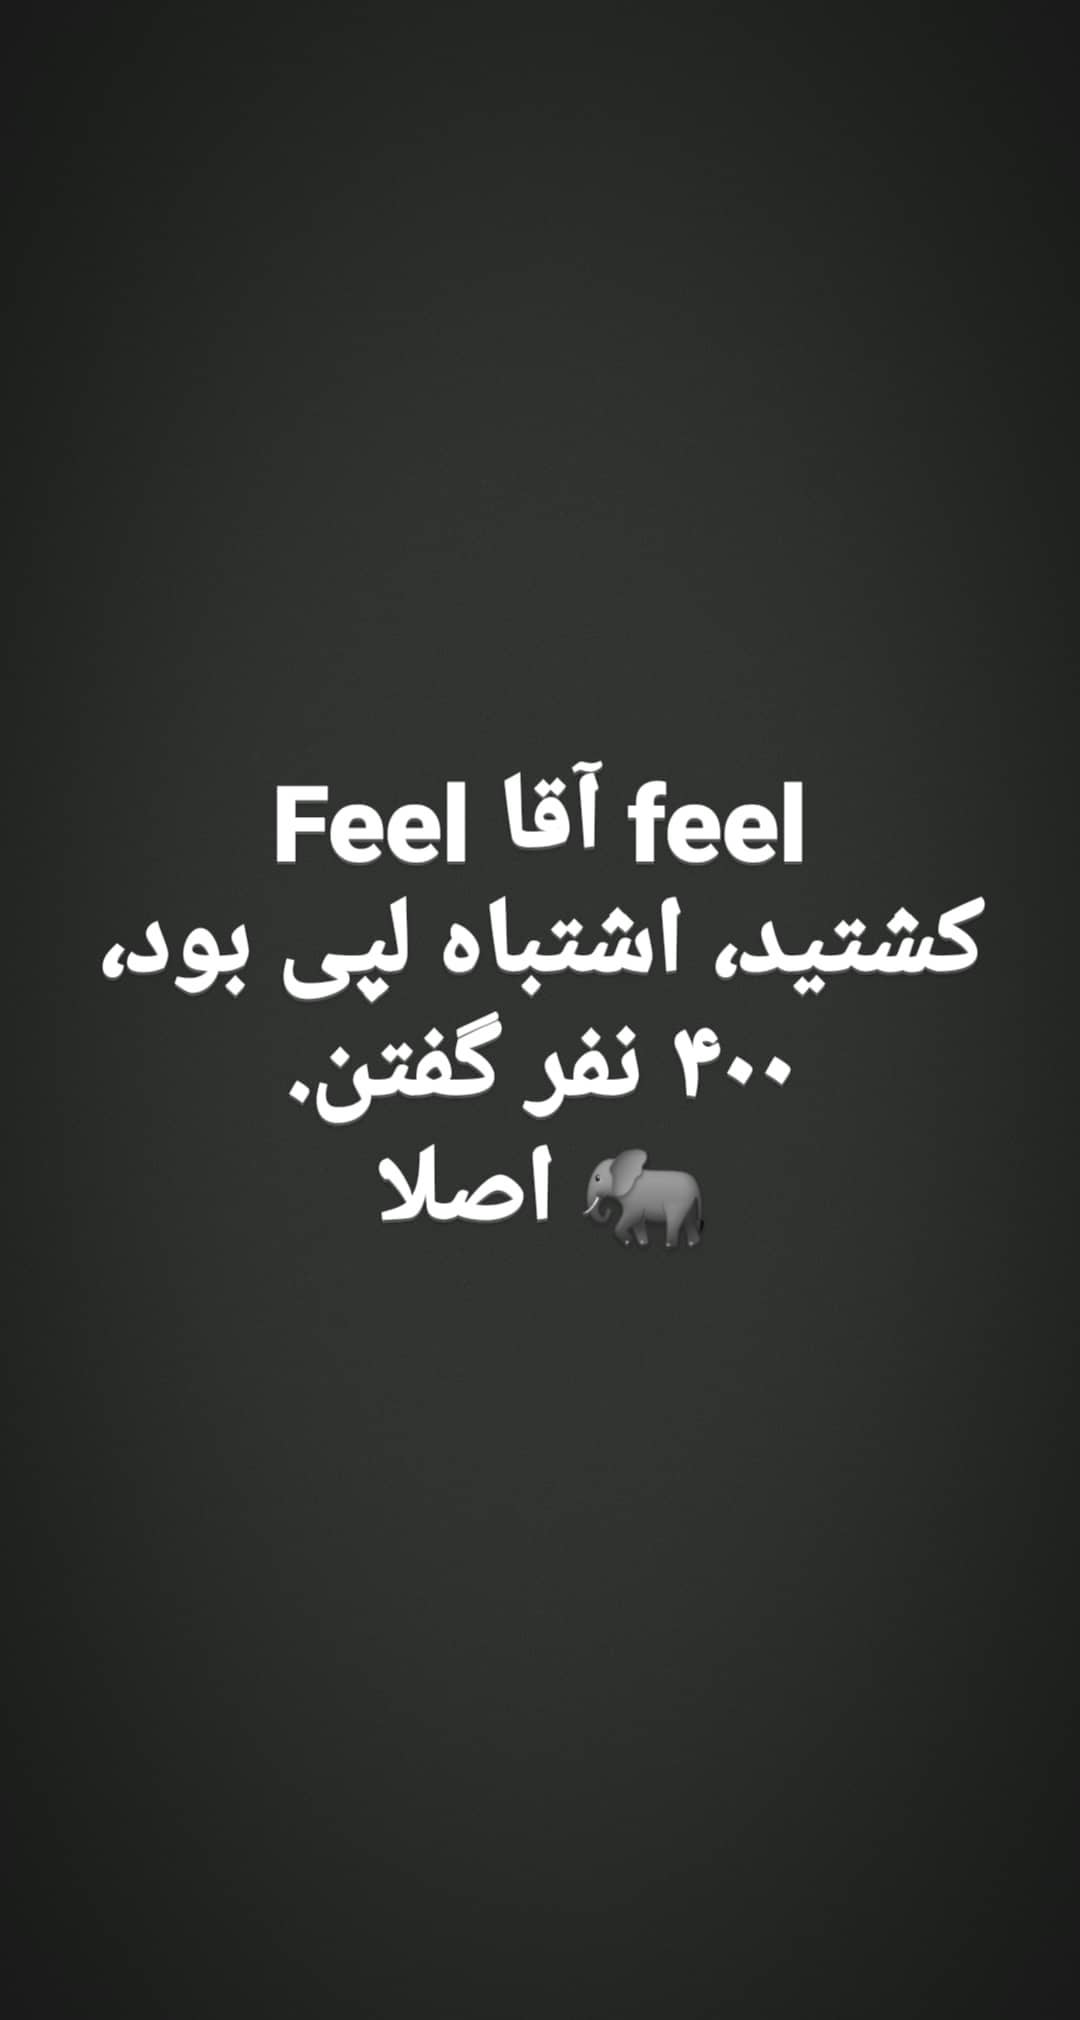 Feel آقا feel
کشتید، اشتباه لپی بود،
۴۰۰ نفر گفتن.
🐘 اصلا